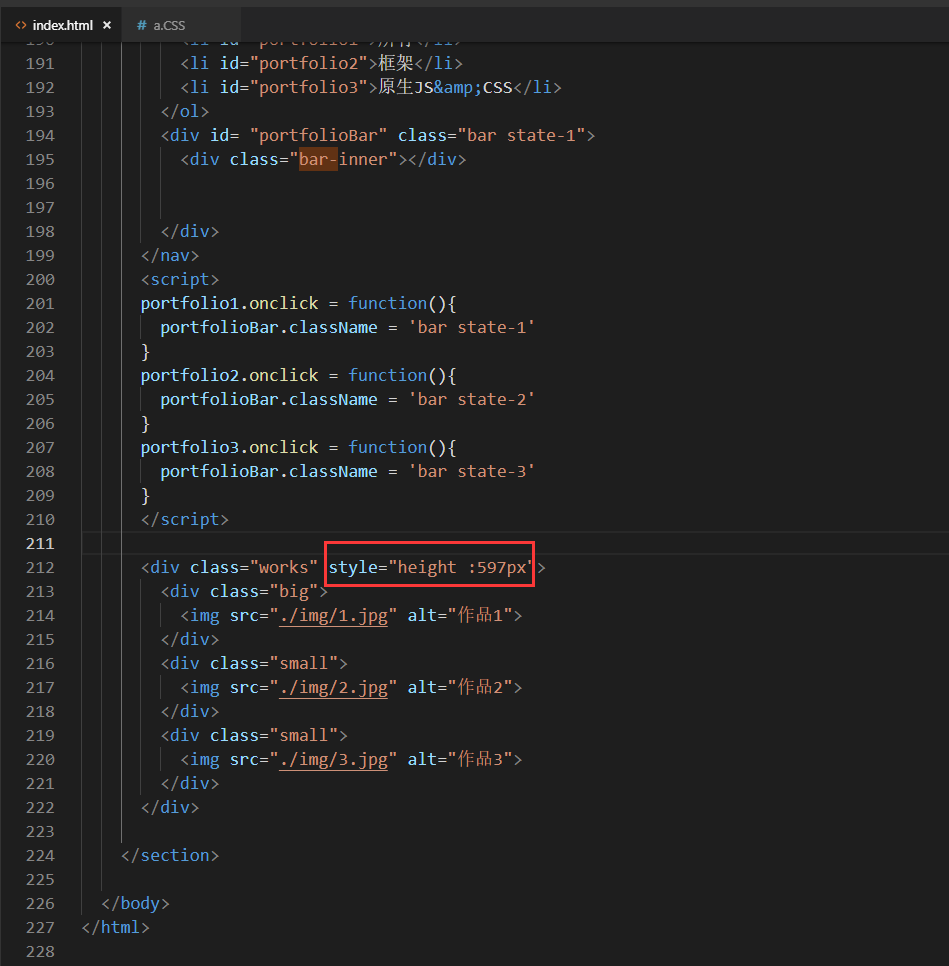 <> index.html × # a.CSS
190 <li id="portfolio1">所有</li>
191 <li id="portfolio2">框架</li>
192 <li id="portfolio3">原生JS&amp;CSS</li>
193 </ol>
194 <div id= "portfolioBar" class="bar state-1">
195 <div class="bar-inner"></div>
196
197
198 </div>
199 </nav>
200 <script>
201 portfolio1.onclick = function(){
202 portfolioBar.className = 'bar state-1'
203 }
204 portfolio2.onclick = function(){
205 portfolioBar.className = 'bar state-2'
206 }
207 portfolio3.onclick = function(){
208 portfolioBar.className = 'bar state-3'
209 }
210 </script>
211
212 <div class="works" style="height :597px">
213 <div class="big">
214 <img src="./img/1.jpg" alt="作品1">
215 </div>
216 <div class="small">
217 <img src="./img/2.jpg" alt="作品2">
218 </div>
219 <div class="small">
220 <img src="./img/3.jpg" alt="作品3">
221 </div>
222 </div>
223
224 </section>
225
226 </body>
227 </html>
228